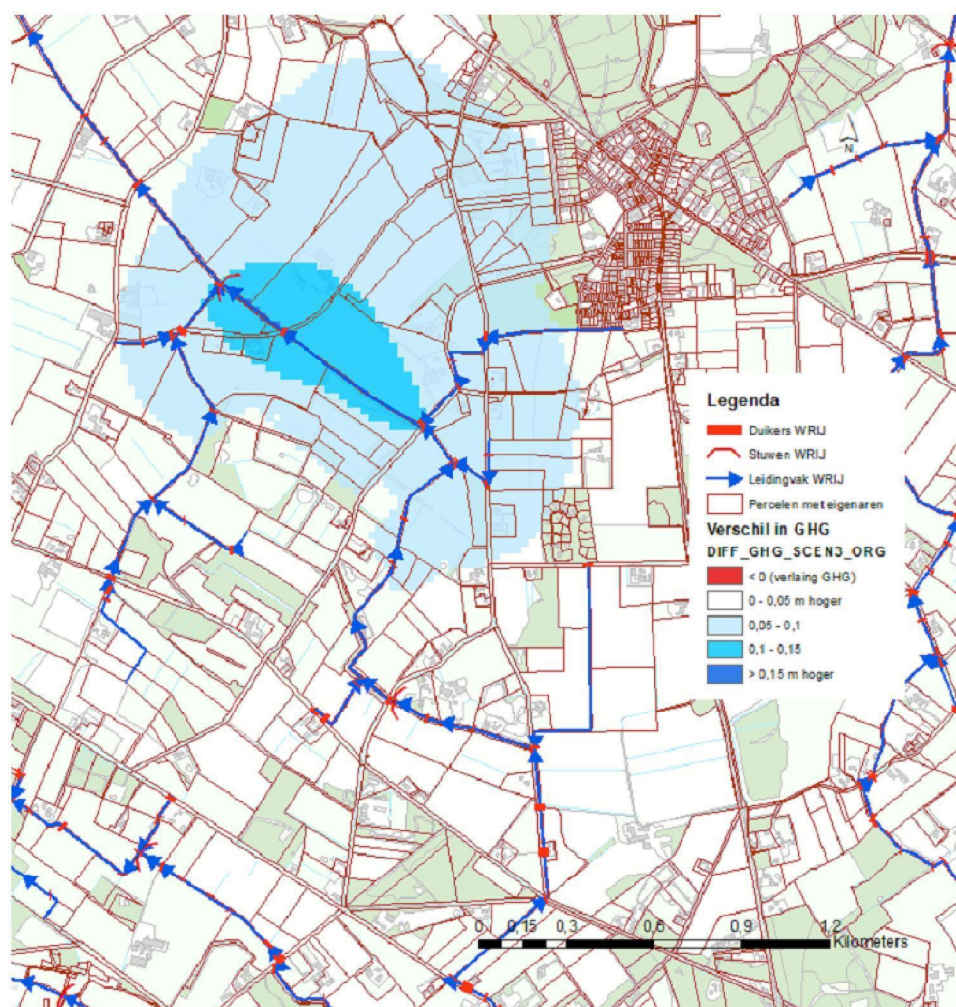 N
Legenda
Duikers WRIJ
Stuwen WRIJ
Leidingvak WRIJ
Percelen met eigenaren
Verschil in GHG
DIFF_GHG_SCEN3_ORG
< 0 (verlaing GHG)
0 - 0,05 m hoger
0,05 - 0,1
0,1 - 0,15
> 0,15 m hoger
0 0,15 0,3 0,6 0,9 1,2
Kilometers